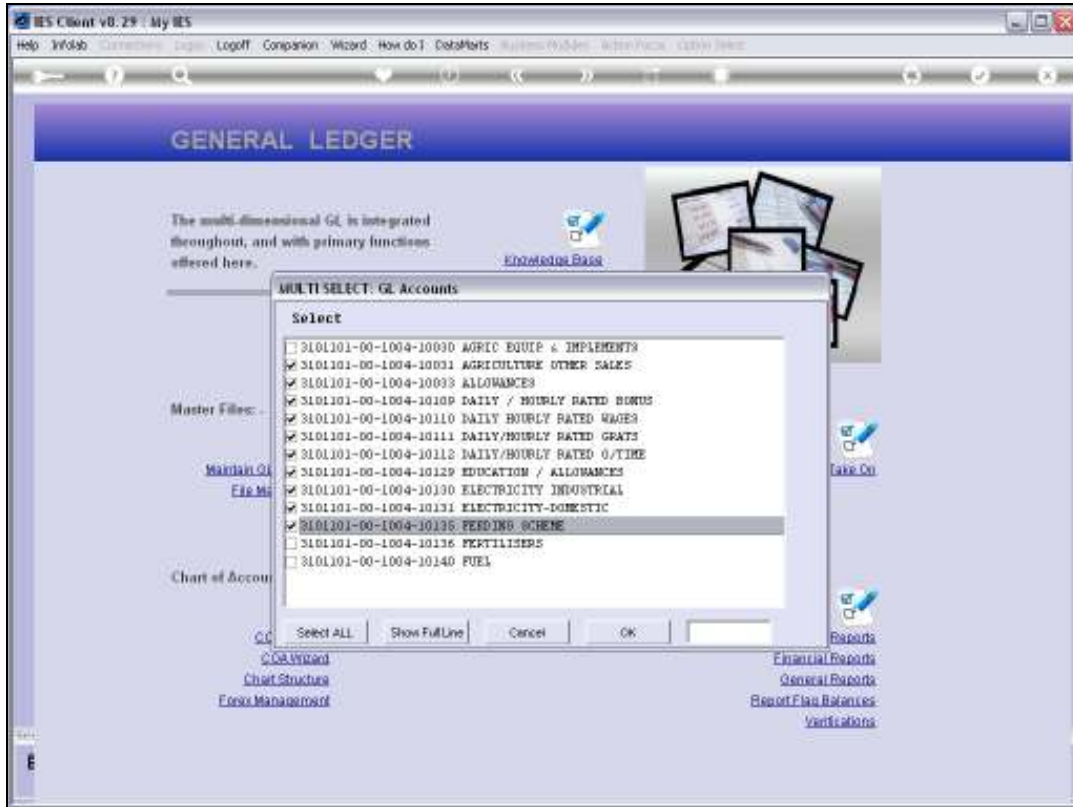 IES Client v8.29 : My IES
Help Infolab Logoff Companion Wizard How do I DataMarts
GENERAL LEDGER
The multi-dimensional GL is integrated
throughout, and with primary functions
offered here.
Knowledge Base
MULTI SELECT: GL Accounts
Select
3101101-00-1004-10030 AGRIC EQUIP & IMPLEMENTS
3101101-00-1004-10031 AGRICULTURE OTHER SALES
3101101-00-1004-10033 ALLOWANCES
3101101-00-1004-10109 DAILY / HOURLY RATED BONUS
3101101-00-1004-10110 DAILY HOURLY RATED WAGES
3101101-00-1004-10111 DAILY/HOURLY RATED GRATS
3101101-00-1004-10112 DAILY/HOURLY RATED O/TIME
3101101-00-1004-10129 EDUCATION / ALLOWANCES
3101101-00-1004-10130 ELECTRICITY INDUSTRIAL
3101101-00-1004-10131 ELECTRICITY-DOMESTIC
3101101-00-1004-10135 FEEDING SCHEME
3101101-00-1004-10136 FERTILISERS
3101101-00-1004-10140 FUEL
Select ALL Show Full Line Cancel OK
Master Files:
Maintain
File
Take On
Chart of
COA Wizard
Chart Structure
Forex Management
Reports
Financial Reports
General Reports
Report Flag Balances
Verifications